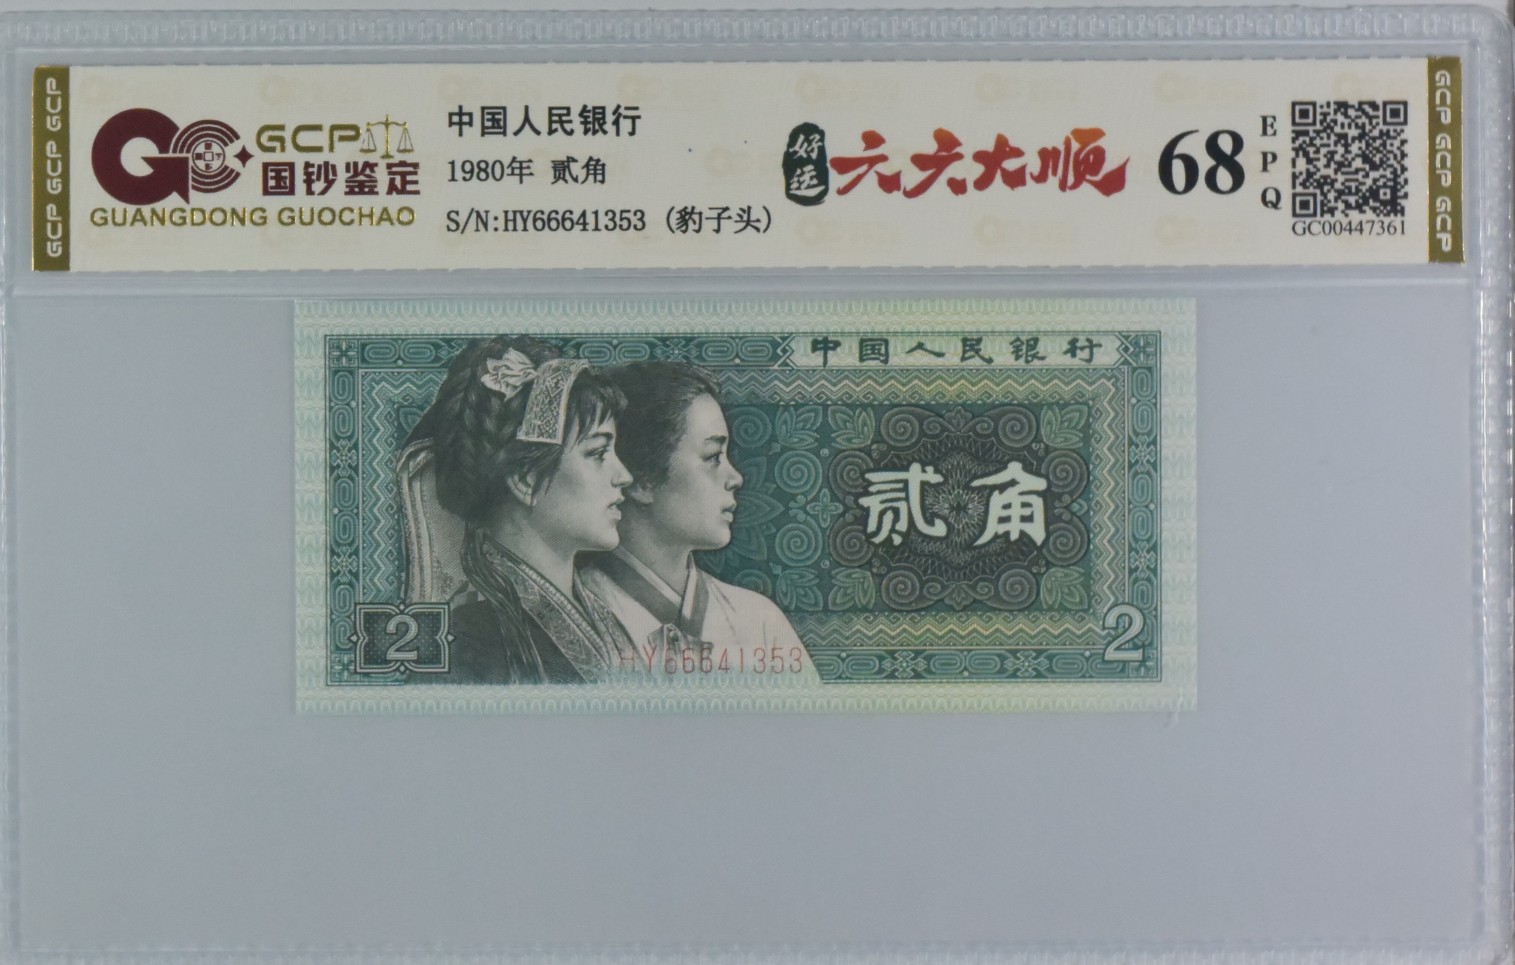 GCP GCP GCP
GCP
国钞鉴定
GUANGDONG GUOCHAO
中国人民银行
1980年 贰角
S/N:HY66641353 (豹子头)
好运
六六大顺
68
EPQ
GC00447361
GCP GCP GCP
中国人民银行
贰角
2
2
HY66641353